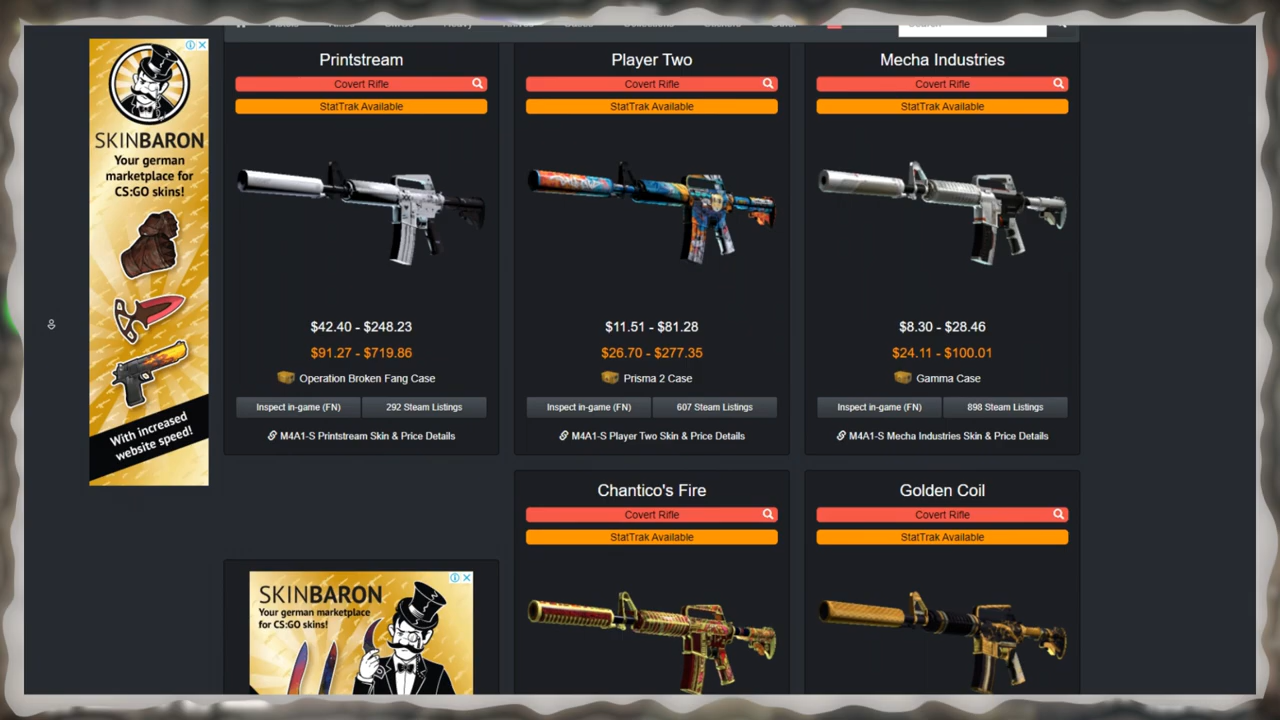 Printstream
Covert Rifle
StatTrak Available
$42.40 - $248.23
$91.27 - $719.86
Operation Broken Fang Case
Inspect in-game (FN)
292 Steam Listings
M4A1-S Printstream Skin & Price Details
Player Two
Covert Rifle
StatTrak Available
$11.51 - $81.28
$26.70 - $277.35
Prisma 2 Case
Inspect in-game (FN)
607 Steam Listings
M4A1-S Player Two Skin & Price Details
Mecha Industries
Covert Rifle
StatTrak Available
$8.30 - $28.46
$24.11 - $100.01
Gamma Case
Inspect in-game (FN)
898 Steam Listings
M4A1-S Mecha Industries Skin & Price Details
SKINBARON
Your german
marketplace for
CS:GO skins!
With increased
website speed!
SKINBARON
Your german marketplace
for CS:GO skins!
Chantico's Fire
Covert Rifle
StatTrak Available
Golden Coil
Covert Rifle
StatTrak Available